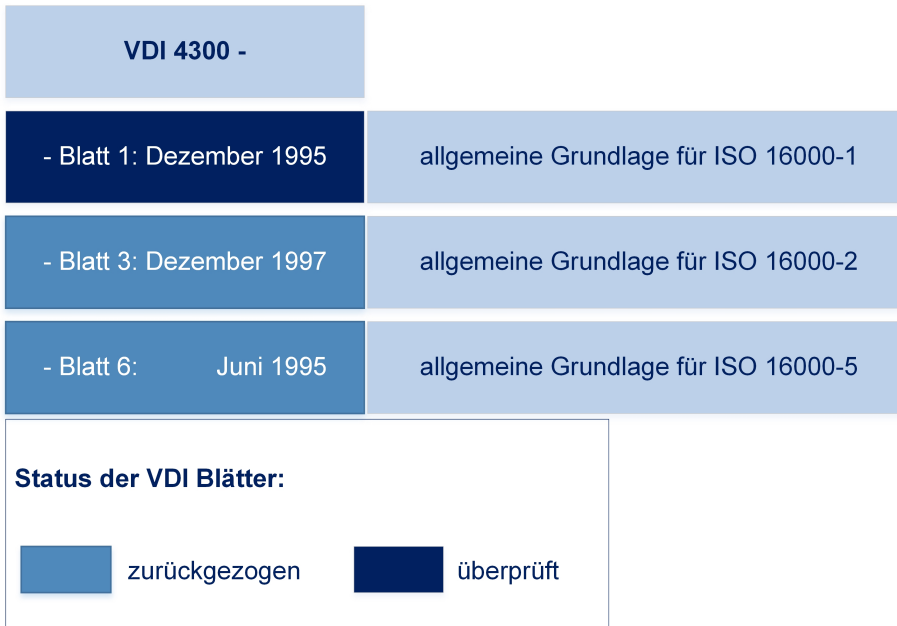 VDI 4300 -
- Blatt 1: Dezember 1995
allgemeine Grundlage für ISO 16000-1
- Blatt 3: Dezember 1997
allgemeine Grundlage für ISO 16000-2
- Blatt 6: Juni 1995
allgemeine Grundlage für ISO 16000-5
Status der VDI Blätter:
zurückgezogen
überprüft